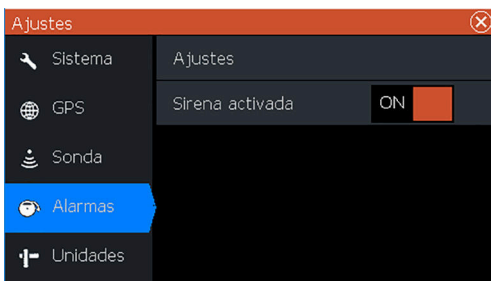 Ajustes
Sistema
GPS
Sonda
Alarmas
Unidades
Ajustes
Sirena activada ON